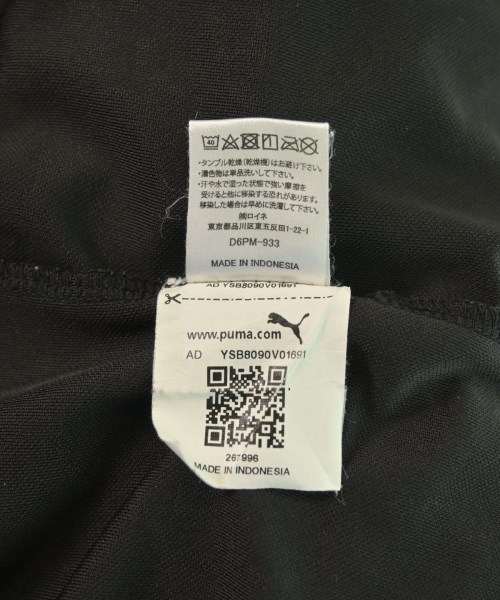 40
・タンブル乾燥(乾燥機)はお避け下さい。
・濃色物は単品洗いして下さい。
・汗や水で湿った状態で強い摩擦を
受けると他に移染する恐れがあります。
移染した場合は早めに洗濯して下さい。
㈱ロイネ
東京都品川区東五反田1-22-1
D6PM-933
MADE IN INDONESIA
AD YSB8090V01691
www.puma.com
AD YSB8090V01691
MADE IN INDONESIA